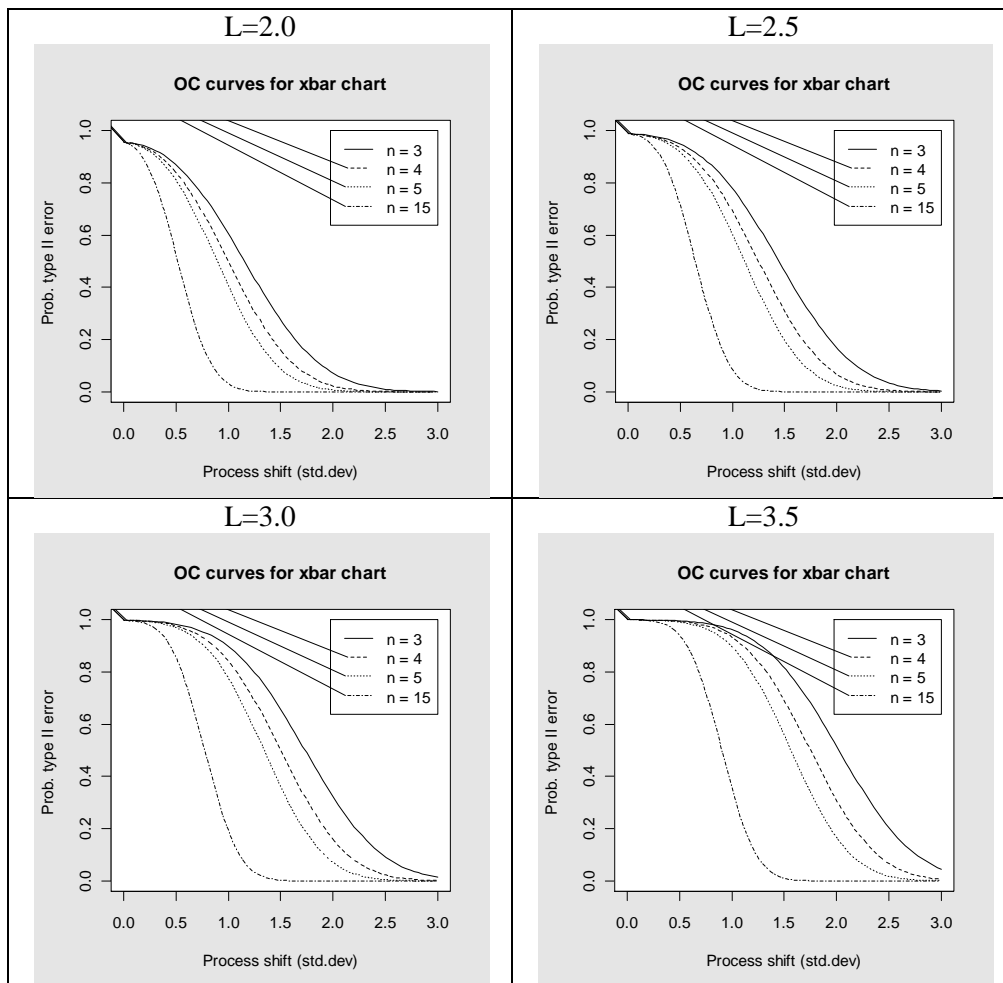 L=2.0
OC curves for xbar chart
Prob. type II error
1.0
0.8
0.6
0.4
0.2
0.0
n = 3
n = 4
n = 5
n = 15
0.0 0.5 1.0 1.5 2.0 2.5 3.0
Process shift (std.dev)
L=2.5
OC curves for xbar chart
Prob. type II error
1.0
0.8
0.6
0.4
0.2
0.0
n = 3
n = 4
n = 5
n = 15
0.0 0.5 1.0 1.5 2.0 2.5 3.0
Process shift (std.dev)
L=3.0
OC curves for xbar chart
Prob. type II error
1.0
0.8
0.6
0.4
0.2
0.0
n = 3
n = 4
n = 5
n = 15
0.0 0.5 1.0 1.5 2.0 2.5 3.0
Process shift (std.dev)
L=3.5
OC curves for xbar chart
Prob. type II error
1.0
0.8
0.6
0.4
0.2
0.0
n = 3
n = 4
n = 5
n = 15
0.0 0.5 1.0 1.5 2.0 2.5 3.0
Process shift (std.dev)